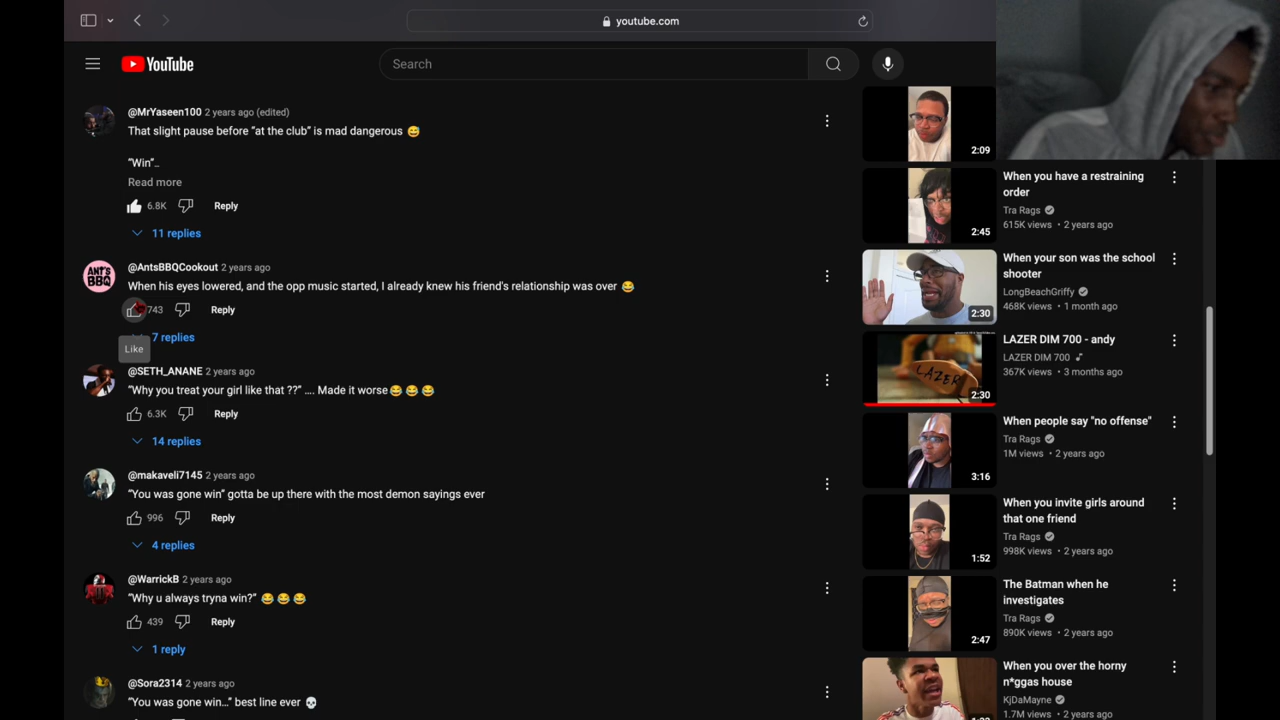 youtube.com
YouTube
Search
@MrYaseen100 2 years ago (edited)
That slight pause before “at the club” is mad dangerous 😅
“Win”..
Read more
6.8K Reply
11 replies
@AntsBBQCookout 2 years ago
When his eyes lowered, and the opp music started, I already knew his friend's relationship was over 😂
743 Reply
7 replies
Like
@SETH_ANANE 2 years ago
“Why you treat your girl like that ??” .... Made it worse😂 😂 😂
6.3K Reply
14 replies
@makaveli7145 2 years ago
“You was gone win” gotta be up there with the most demon sayings ever
996 Reply
4 replies
@WarrickB 2 years ago
“Why u always tryna win?” 😂 😂 😂
439 Reply
1 reply
@Sora2314 2 years ago
“You was gone win...” best line ever 💀
ANT'S
BBQ
2:09
When you have a restraining
order
Tra Rags
615K views • 2 years ago
2:45
When your son was the school
shooter
LongBeachGriffy
468K views • 1 month ago
2:30
LAZER DIM 700 - andy
LAZER DIM 700
367K views • 3 months ago
LAZER
2:30
When people say "no offense"
Tra Rags
1M views • 2 years ago
3:16
When you invite girls around
that one friend
Tra Rags
998K views • 2 years ago
1:52
The Batman when he
investigates
Tra Rags
890K views • 2 years ago
2:47
When you over the horny
n*ggas house
KjDaMayne
1.7M views • 2 years ago